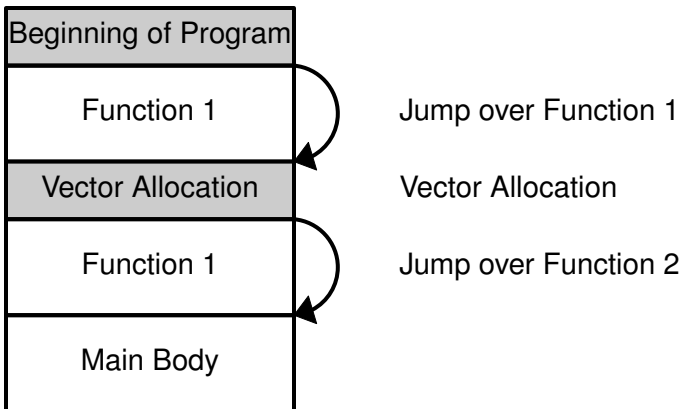 Beginning of Program
Function 1 Jump over Function 1
Vector Allocation Vector Allocation
Function 1 Jump over Function 2
Main Body